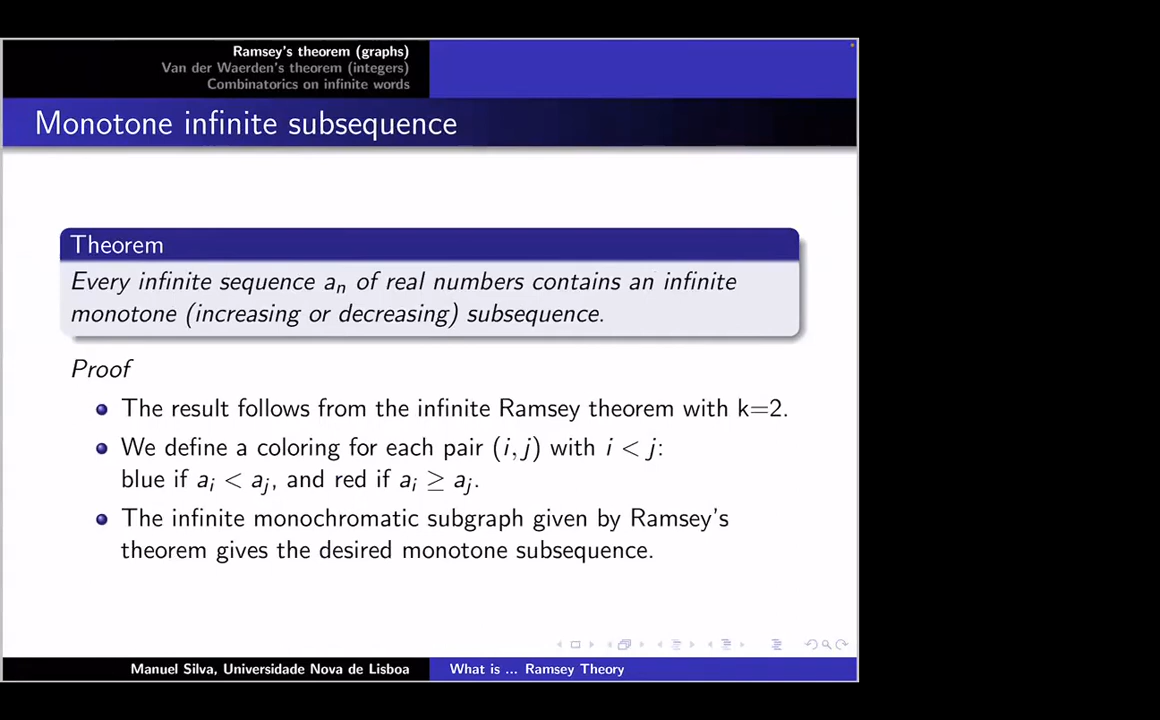 Ramsey's theorem (graphs)
Van der Waerden's theorem (integers)
Combinatorics on infinite words
Monotone infinite subsequence
Theorem
Every infinite sequence aₙ of real numbers contains an infinite
monotone (increasing or decreasing) subsequence.
Proof
The result follows from the infinite Ramsey theorem with k=2.
We define a coloring for each pair (i, j) with i < j:
blue if aᵢ < aⱼ, and red if aᵢ ≥ aⱼ.
The infinite monochromatic subgraph given by Ramsey's
theorem gives the desired monotone subsequence.
Manuel Silva, Universidade Nova de Lisboa
What is ... Ramsey Theory